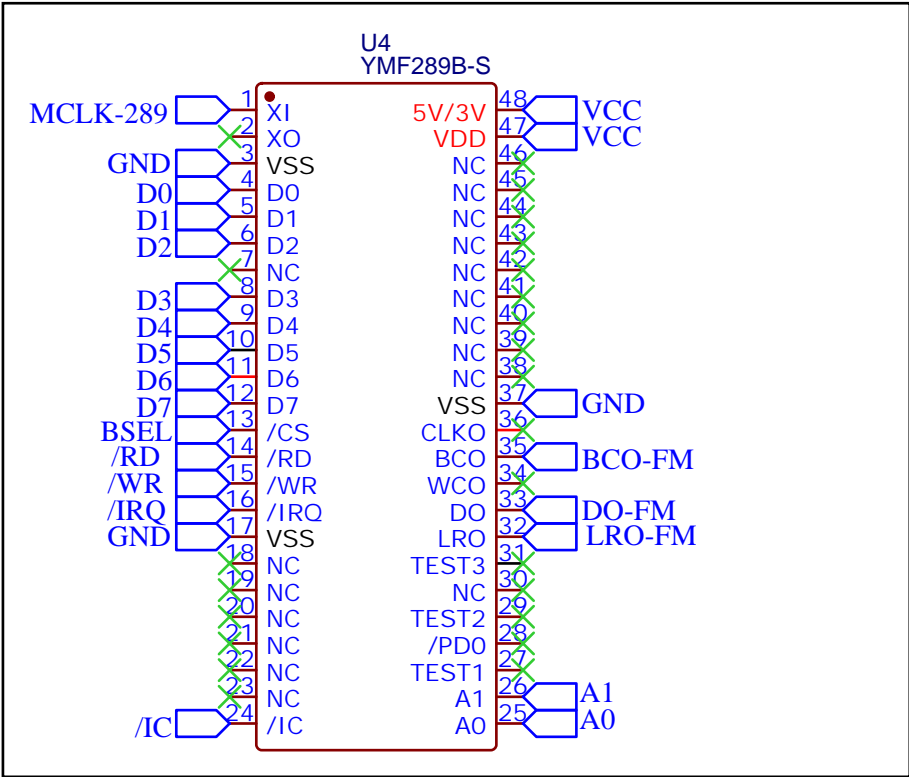 U4
YMF289B-S
MCLK-289 1 XI 5V/3V 48 VCC
2 XO VDD 47 VCC
GND 3 VSS NC 46
D0 4 D0 NC 45
D1 5 D1 NC 44
D2 6 D2 NC 43
7 NC NC 42
D3 8 D3 NC 41
D4 9 D4 NC 40
D5 10 D5 NC 39
D6 11 D6 NC 38
D7 12 D7 VSS 37 GND
BSEL 13 /CS CLKO 36
/RD 14 /RD BCO 35 BCO-FM
/WR 15 /WR WCO 34
/IRQ 16 /IRQ DO 33 DO-FM
GND 17 VSS LRO 32 LRO-FM
18 NC TEST3 31
19 NC NC 30
20 NC TEST2 29
21 NC /PD0 28
22 NC TEST1 27
23 NC A1 26 A1
/IC 24 /IC A0 25 A0